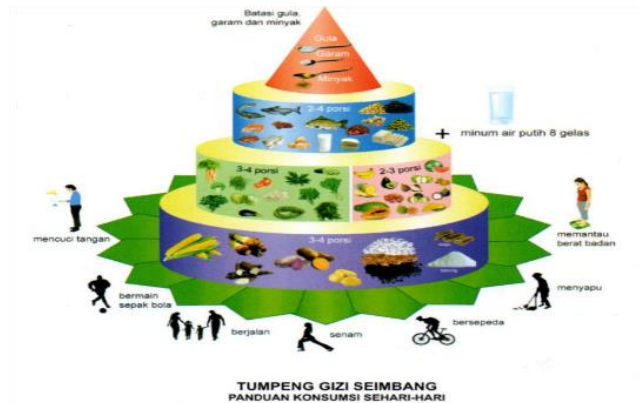 Batasi gula,
garam dan minyak
Gula
Garam
Minyak
2-4 porsi
+ minum air putih 8 gelas
3-4 porsi
2-3 porsi
mencuci tangan
memantau
berat badan
3-4 porsi
bermain
sepak bola
berjalan
senam
bersepeda
menyapu
TUMPENG GIZI SEIMBANG
PANDUAN KONSUMSI SEHARI-HARI